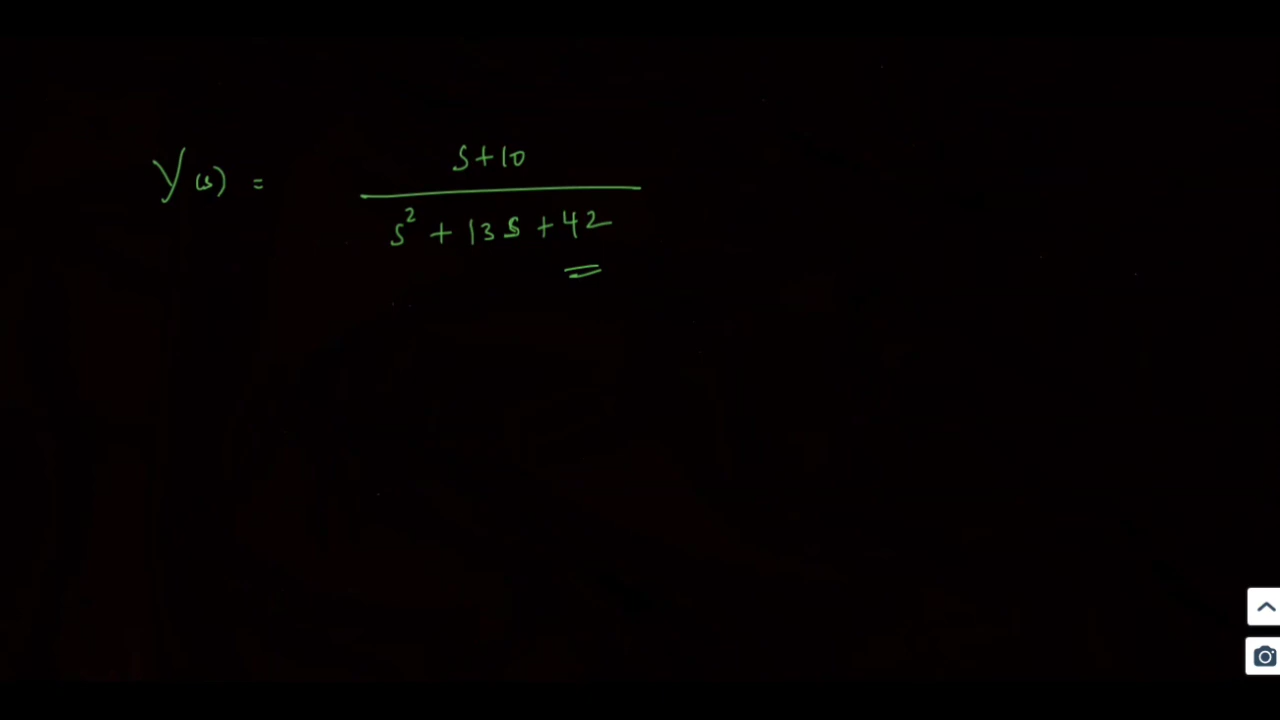 Y(s) = s+10
s² + 13s + 42